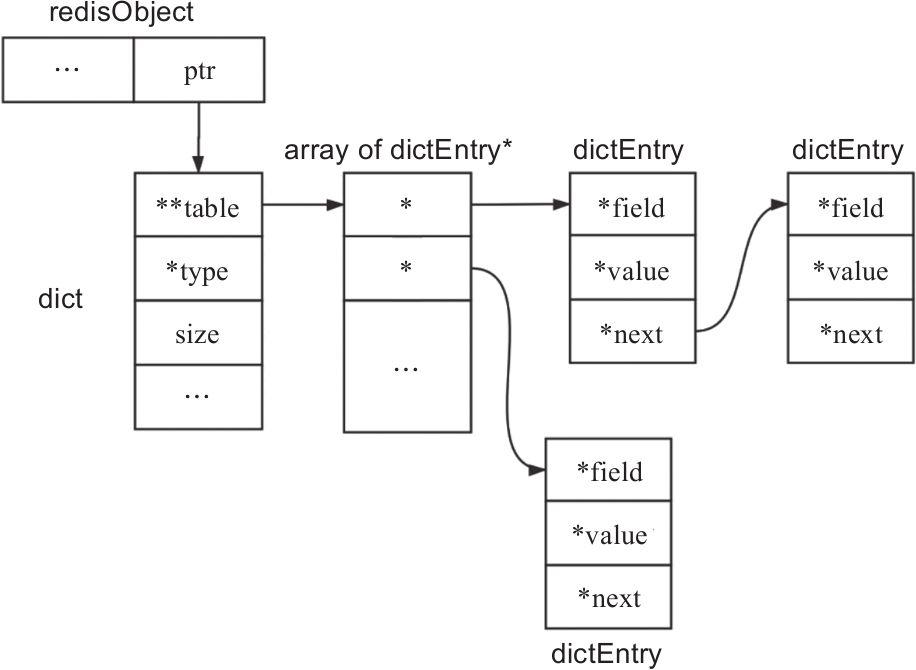 redisObject
... ptr
array of dictEntry* dictEntry dictEntry
**table * *field *field
*type * *value *value
dict
size *next *next
... ...
*field
*value
*next
dictEntry